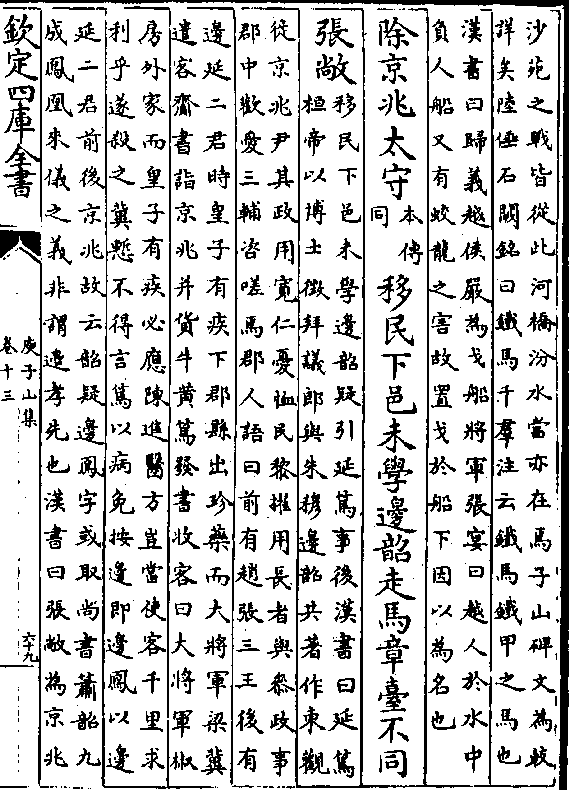 沙苑之戰皆從此河橋汾水當亦在焉子山碑文為較
詳矣陸倕石闕銘曰鐵馬千羣注云鐵馬鐵甲之馬也
漢書曰歸義越侯嚴為戈船將軍張宴曰越人於水中
負人船又有蛟龍之害故置戈於船下因以為名也
除京兆太守
本傳
同
移民下邑未學邊韶走馬章臺不同
張敞
移民下邑未學邊韶疑引延篤事後漢書曰延篤
桓帝以博士徵拜議郎與朱穆邊韶共著作東觀
徙京兆尹其政用寬仁憂恤民黎擢用長者與參政事
郡中歡愛三輔咨嗟焉郡人語曰前有趙張三王後有
邊延二君時皇子有疾下郡縣出珍藥而大將軍梁冀
遣客齎書詣京兆并貨牛黃篤發書收客曰大將軍椒
房外家而皇子有疾必應陳進醫方豈當使客千里求
利乎遂殺之冀慙不得言篤以病免按邊即邊鳳以邊
延二君前後京兆故云韶疑邊鳳字或取尚書簫韶九
成鳳凰來儀之義非謂邊孝先也漢書曰張敞為京兆
欽定四庫全書
庾子山集
卷十三
六十九